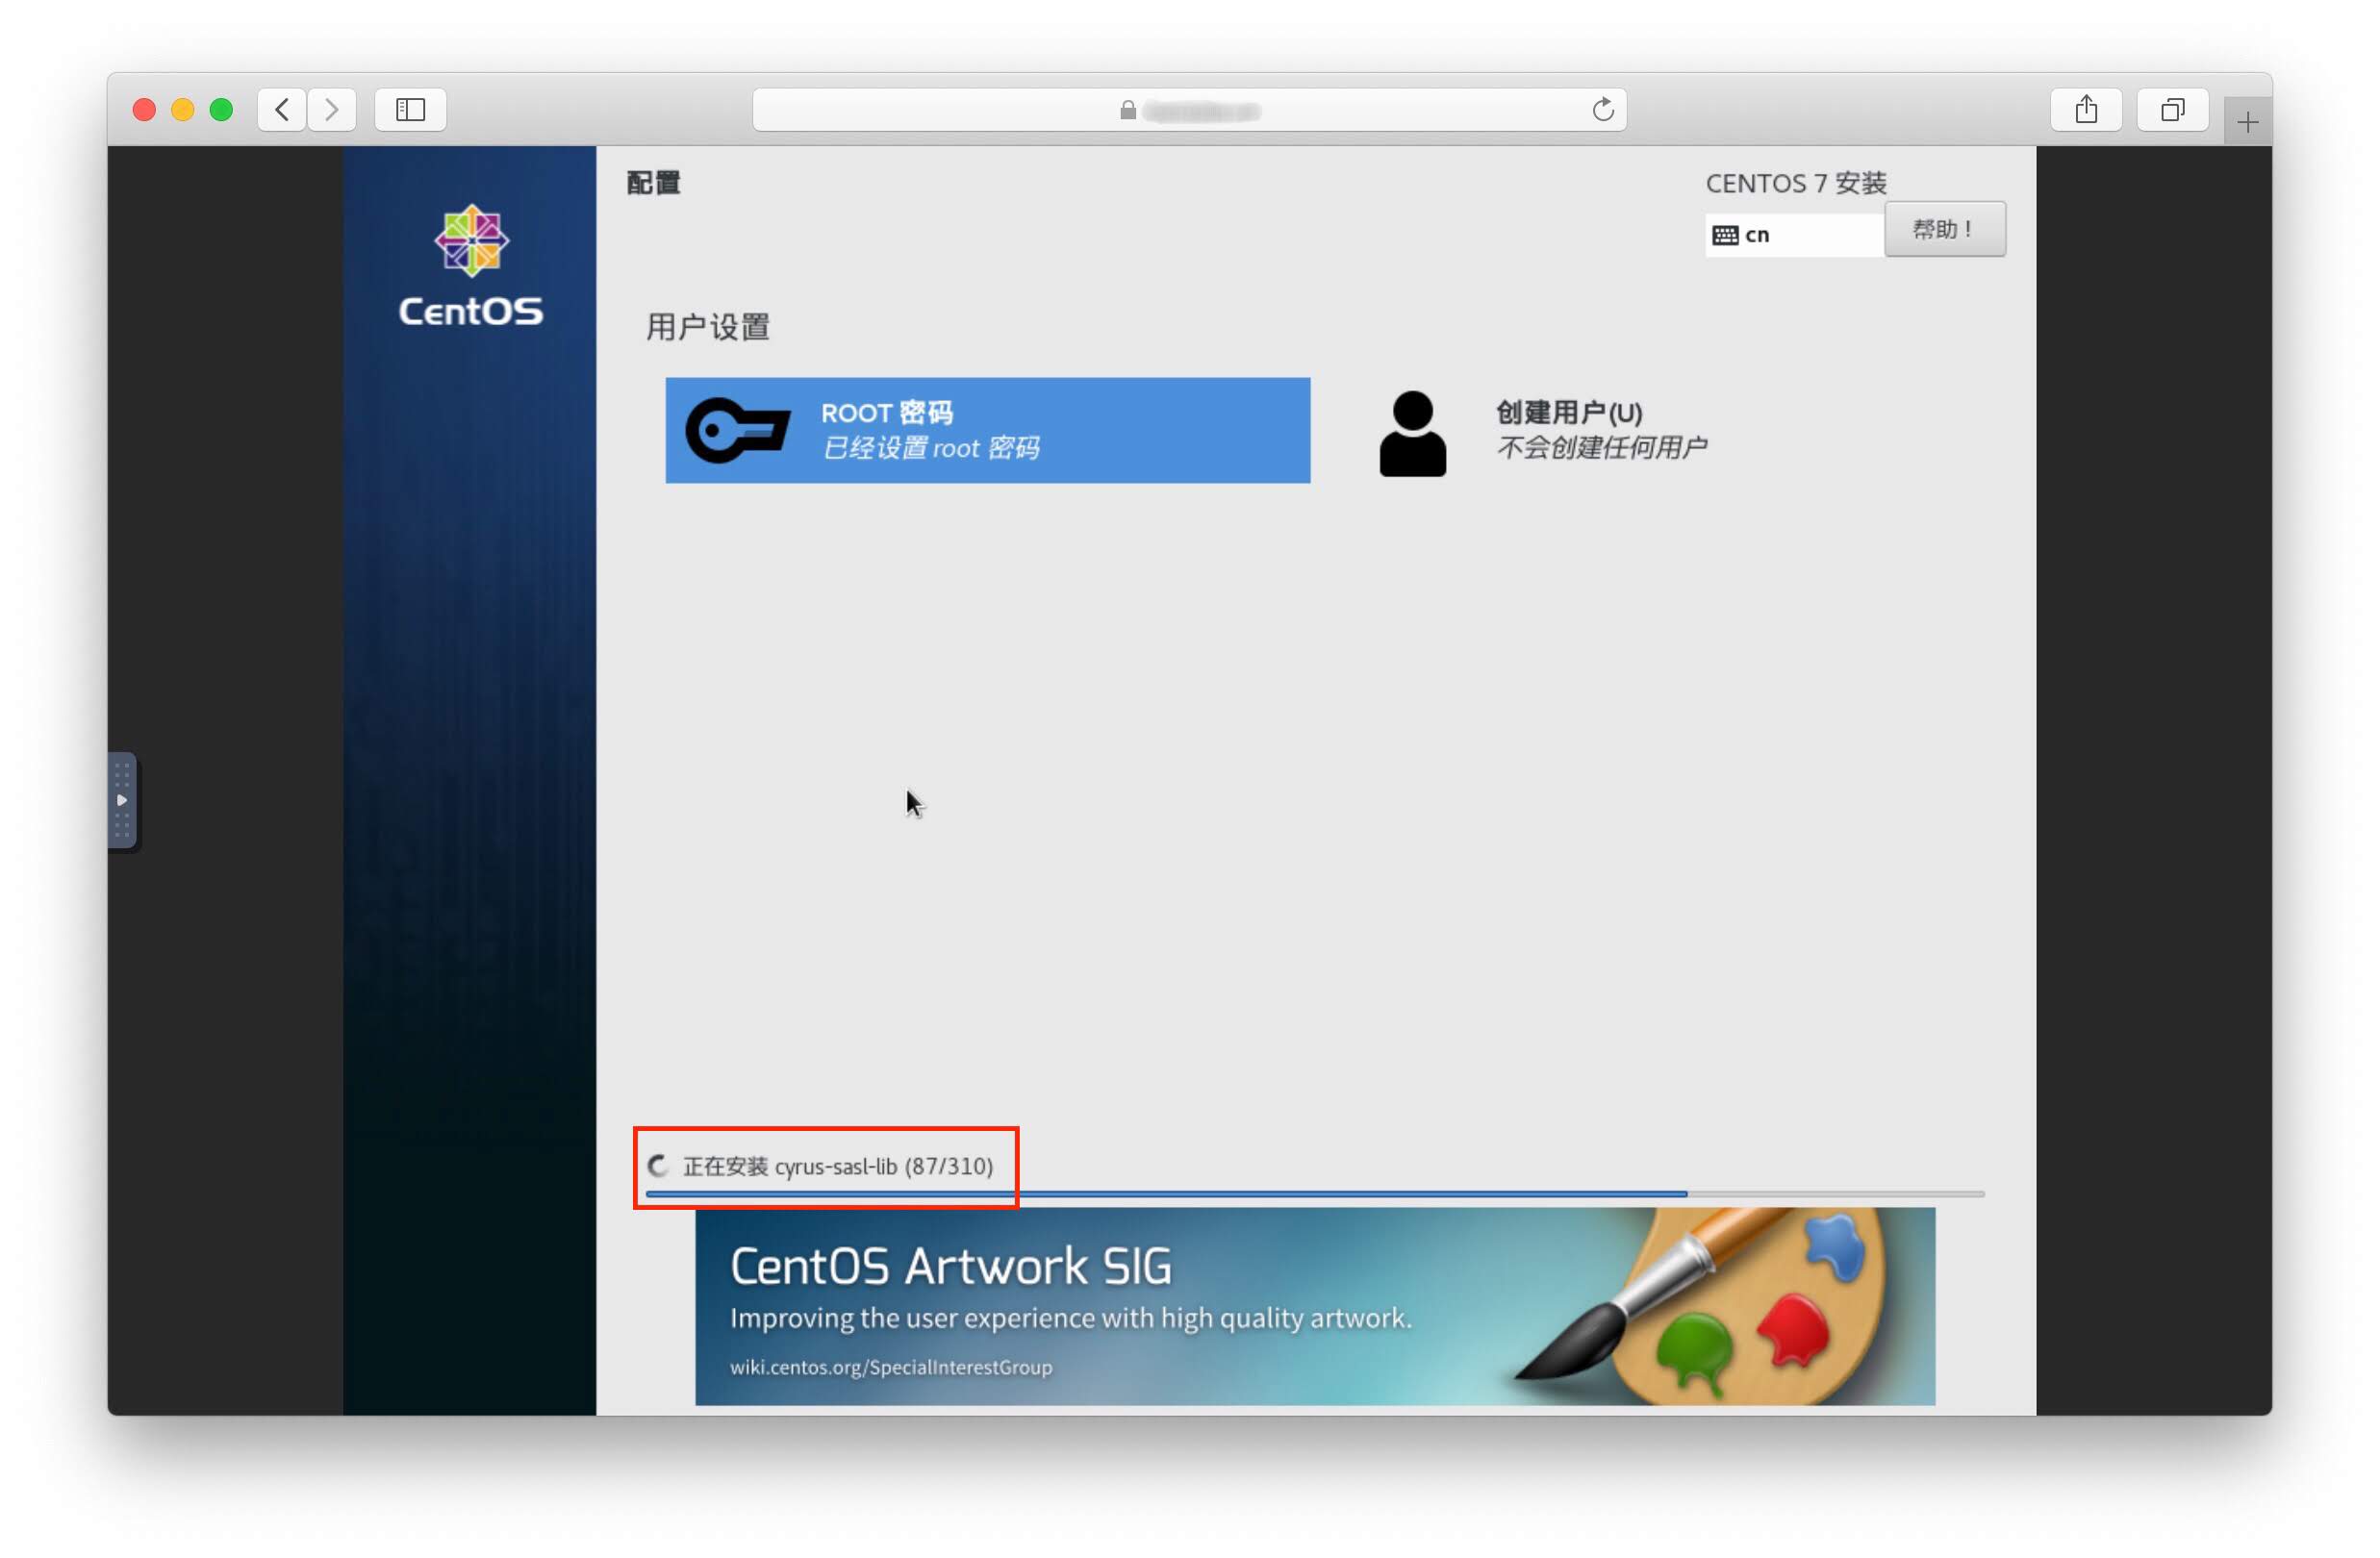 配置
CENTOS 7 安装
cn
帮助！
CentOS
用户设置
ROOT 密码
已经设置 root 密码
创建用户(U)
不会创建任何用户
正在安装 cyrus-sasl-lib (87/310)
CentOS Artwork SIG
Improving the user experience with high quality artwork.
wiki.centos.org/SpecialInterestGroup